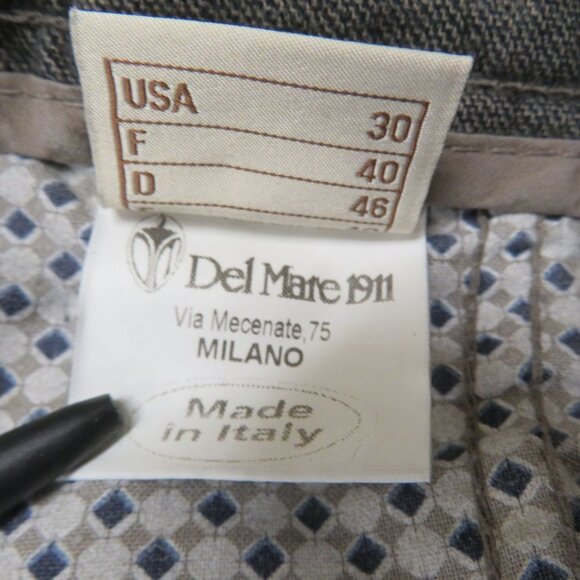 USA 30
F 40
D 46
Del Mare 1911
Via Mecenate,75
MILANO
Made
in Italy